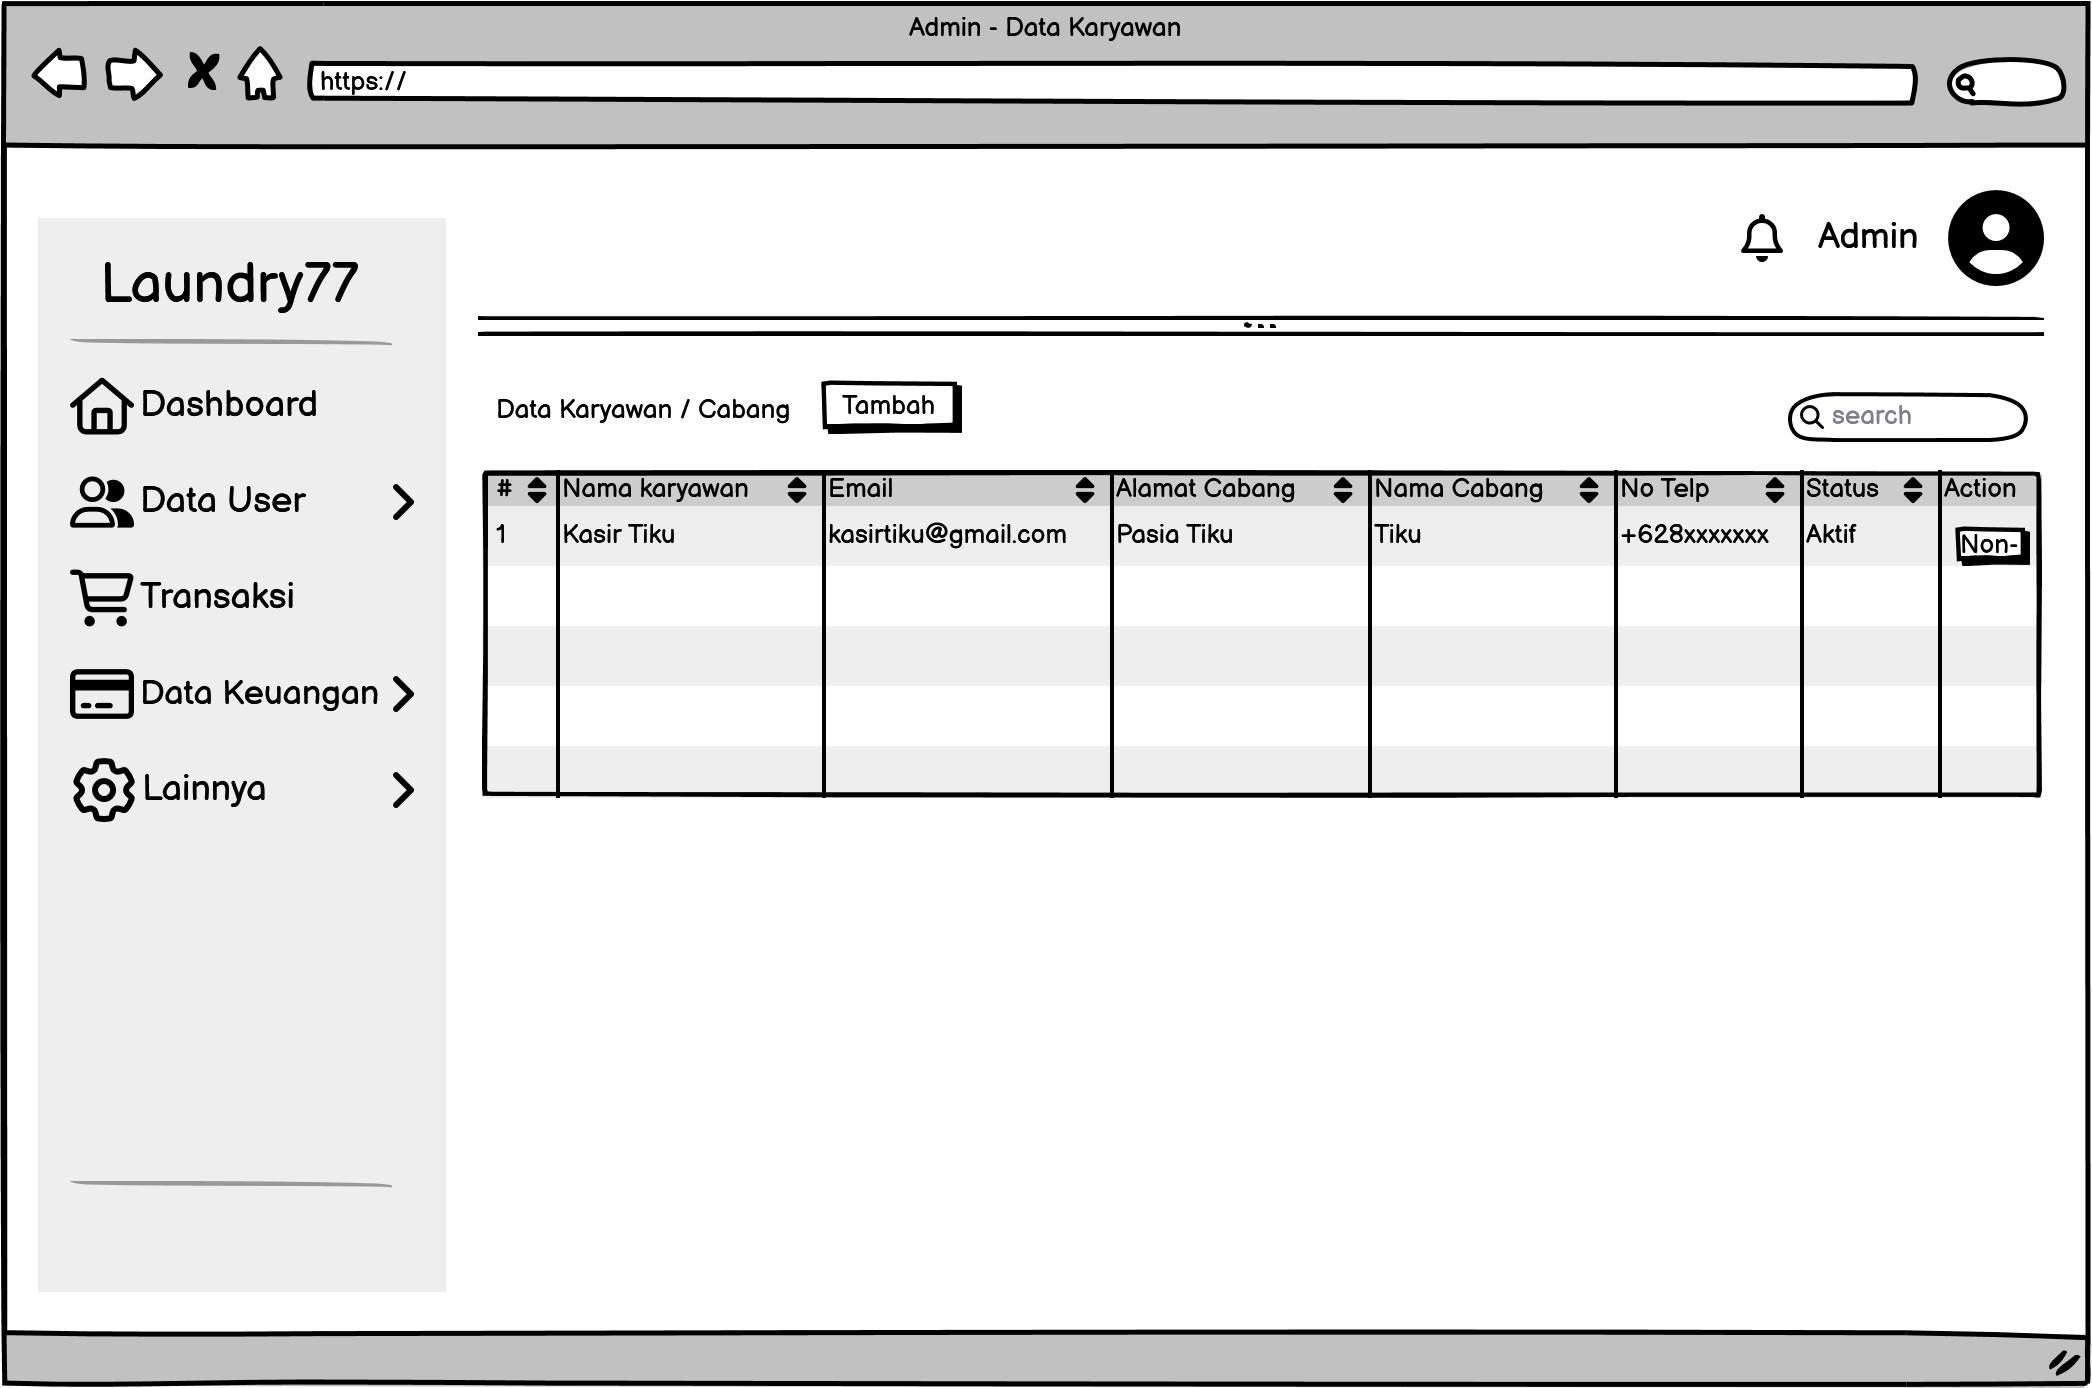 Admin - Data Karyawan
https://
Admin
Laundry77
Dashboard
Data User
Transaksi
Data Keuangan
Lainnya
Data Karyawan / Cabang
Tambah
search
# Nama karyawan Email Alamat Cabang Nama Cabang No Telp Status Action
1 Kasir Tiku kasirtiku@gmail.com Pasia Tiku Tiku +628xxxxxxx Aktif Non-